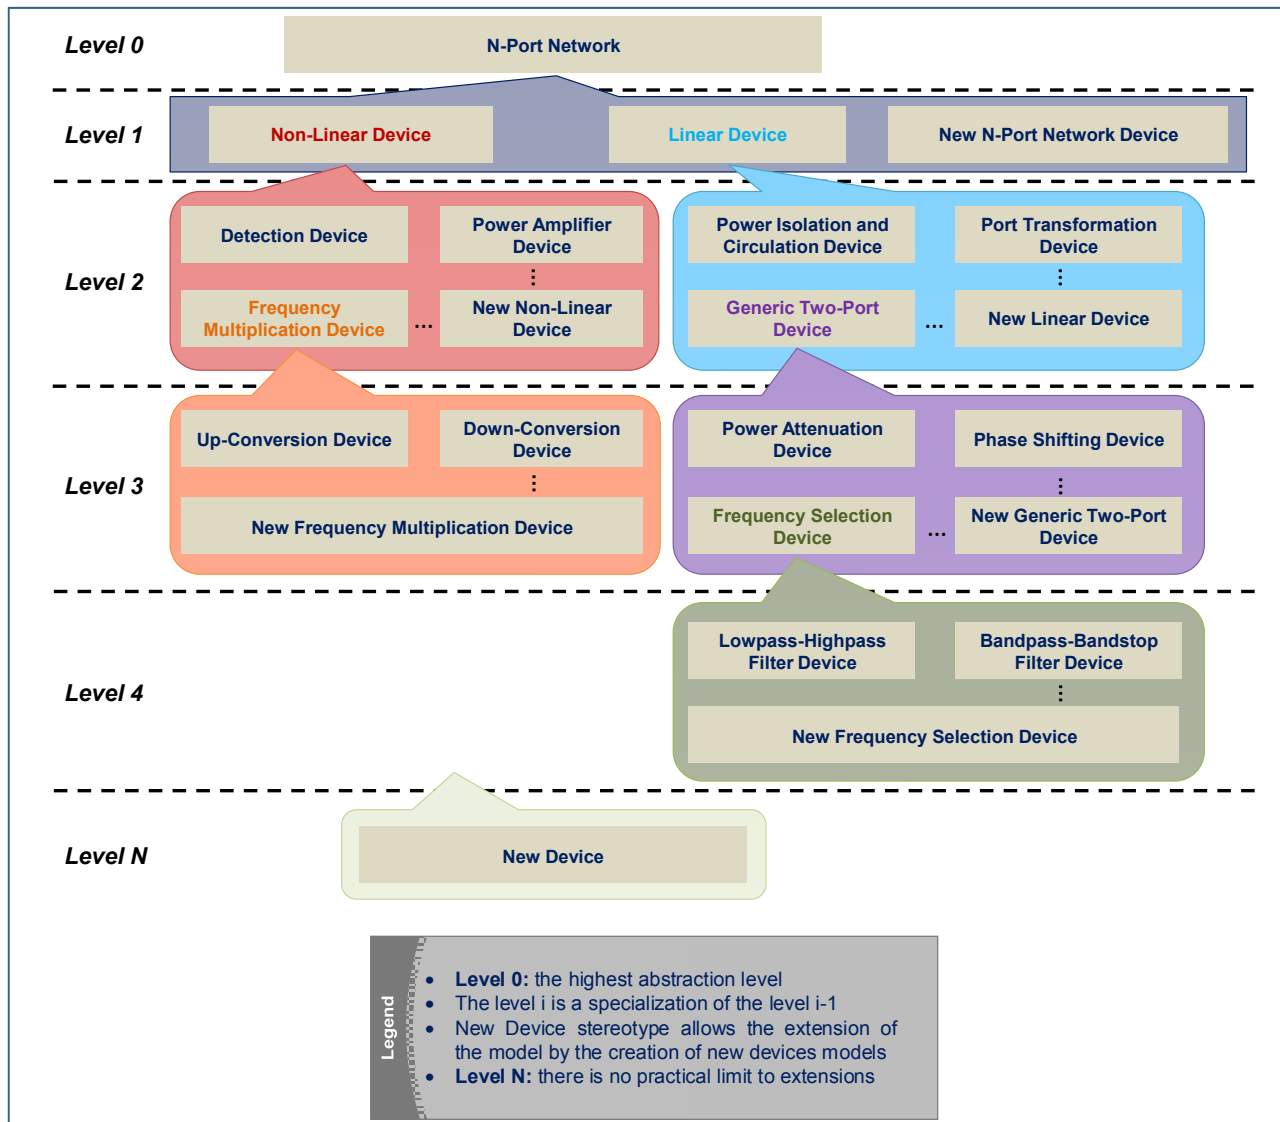 Level 0
N-Port Network
Level 1
Non-Linear Device
Linear Device
New N-Port Network Device
Level 2
Detection Device
Power Amplifier
Device
Frequency
Multiplication Device
...
New Non-Linear
Device
Power Isolation and
Circulation Device
Port Transformation
Device
Generic Two-Port
Device
...
New Linear Device
Level 3
Up-Conversion Device
Down-Conversion
Device
New Frequency Multiplication Device
Power Attenuation
Device
Phase Shifting Device
Frequency Selection
Device
...
New Generic Two-Port
Device
Level 4
Lowpass-Highpass
Filter Device
Bandpass-Bandstop
Filter Device
New Frequency Selection Device
Level N
New Device
Legend
• Level 0: the highest abstraction level
• The level i is a specialization of the level i-1
• New Device stereotype allows the extension of
the model by the creation of new devices models
• Level N: there is no practical limit to extensions